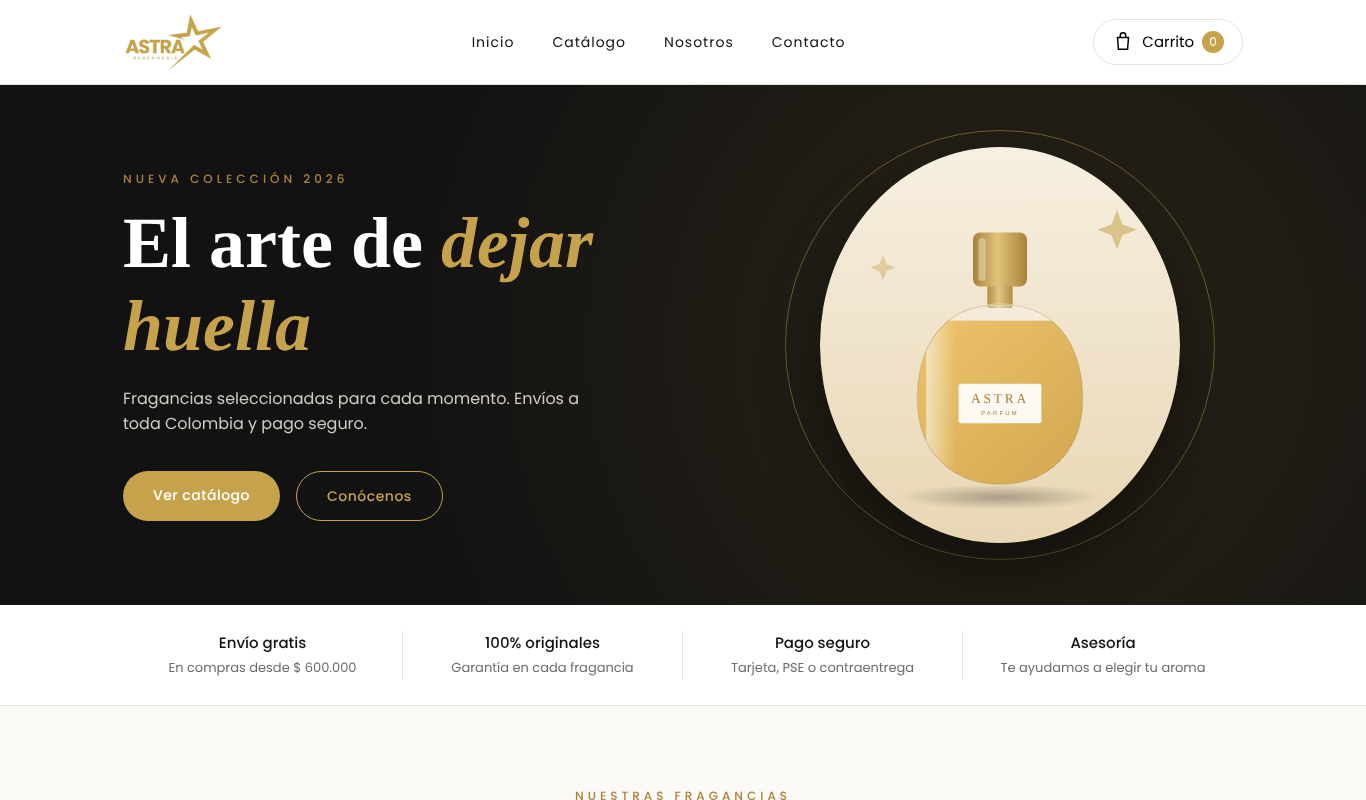 ASTRA
PERFUMERIA
Inicio
Catálogo
Nosotros
Contacto
Carrito 0
NUEVA COLECCIÓN 2026
El arte de dejar
huella
Fragancias seleccionadas para cada momento. Envíos a
toda Colombia y pago seguro.
Ver catálogo
Conócenos
ASTRA
PARFUM
Envío gratis
En compras desde $ 600.000
100% originales
Garantía en cada fragancia
Pago seguro
Tarjeta, PSE o contraentrega
Asesoría
Te ayudamos a elegir tu aroma
NUESTRAS FRAGANCIAS